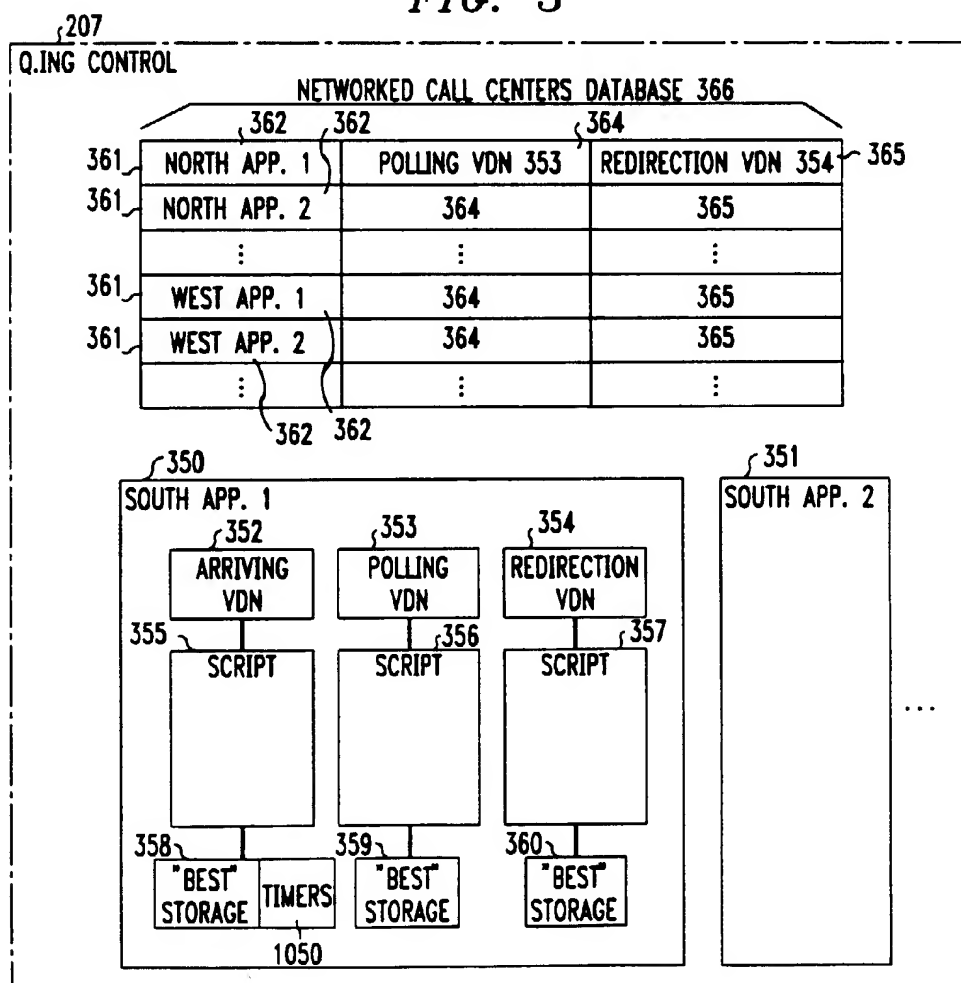 FIG. 3
207
Q.ING CONTROL
NETWORKED CALL CENTERS DATABASE 366
362 362 364
361 NORTH APP. 1 POLLING VDN 353 REDIRECTION VDN 354 365
361 NORTH APP. 2 364 365
⋮ ⋮ ⋮
361 WEST APP. 1 364 365
361 WEST APP. 2 364 365
⋮ ⋮ ⋮
362 362
350
SOUTH APP. 1
351
SOUTH APP. 2
352
ARRIVING
VDN
353
POLLING
VDN
354
REDIRECTION
VDN
355
SCRIPT
356
SCRIPT
357
SCRIPT
...
358
"BEST"
STORAGE
TIMERS
1050
359
"BEST"
STORAGE
360
"BEST"
STORAGE